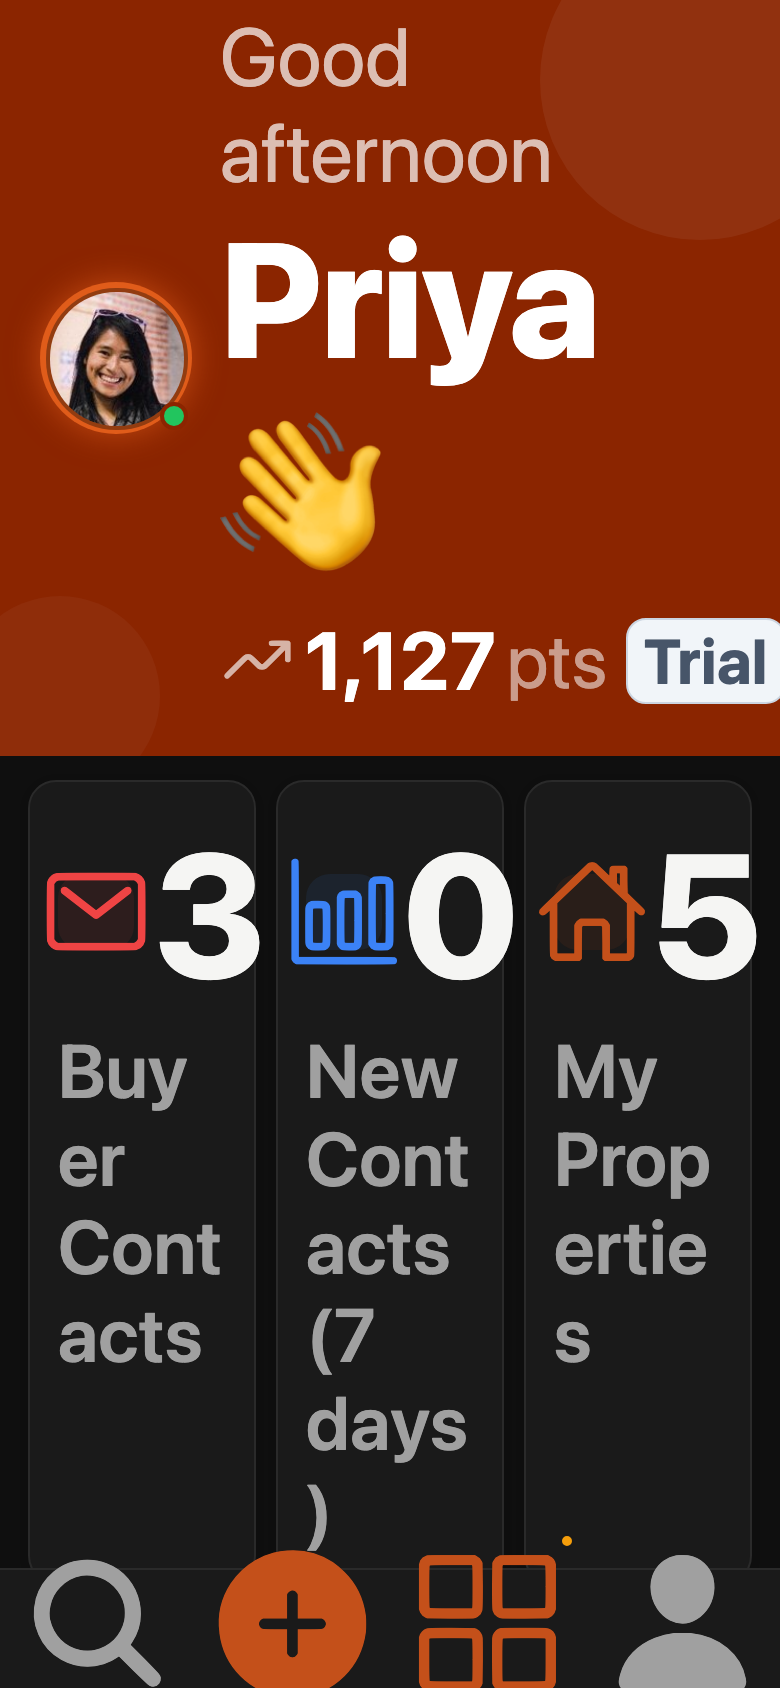 Good
afternoon
Priya
👋
1,127 pts Trial
3
Buy
er
Cont
acts
0
New
Cont
acts
(7
days
)
5
My
Prop
ertie
s